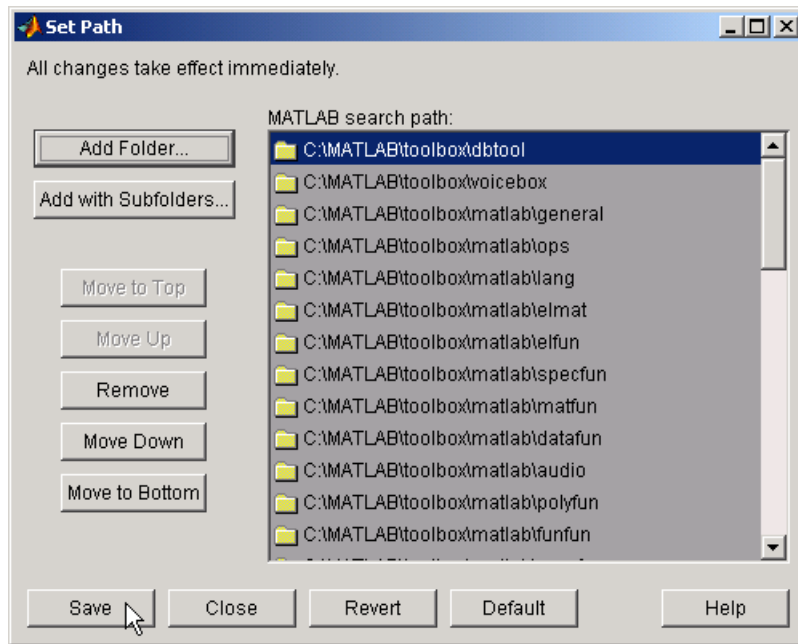 Set Path
All changes take effect immediately.
MATLAB search path:
Add Folder...
Add with Subfolders...
Move to Top
Move Up
Remove
Move Down
Move to Bottom
C:\MATLAB\toolbox\dbtool
C:\MATLAB\toolbox\voicebox
C:\MATLAB\toolbox\matlab\general
C:\MATLAB\toolbox\matlab\ops
C:\MATLAB\toolbox\matlab\lang
C:\MATLAB\toolbox\matlab\elmat
C:\MATLAB\toolbox\matlab\elfun
C:\MATLAB\toolbox\matlab\specfun
C:\MATLAB\toolbox\matlab\matfun
C:\MATLAB\toolbox\matlab\datafun
C:\MATLAB\toolbox\matlab\audio
C:\MATLAB\toolbox\matlab\polyfun
C:\MATLAB\toolbox\matlab\funfun
Save
Close
Revert
Default
Help